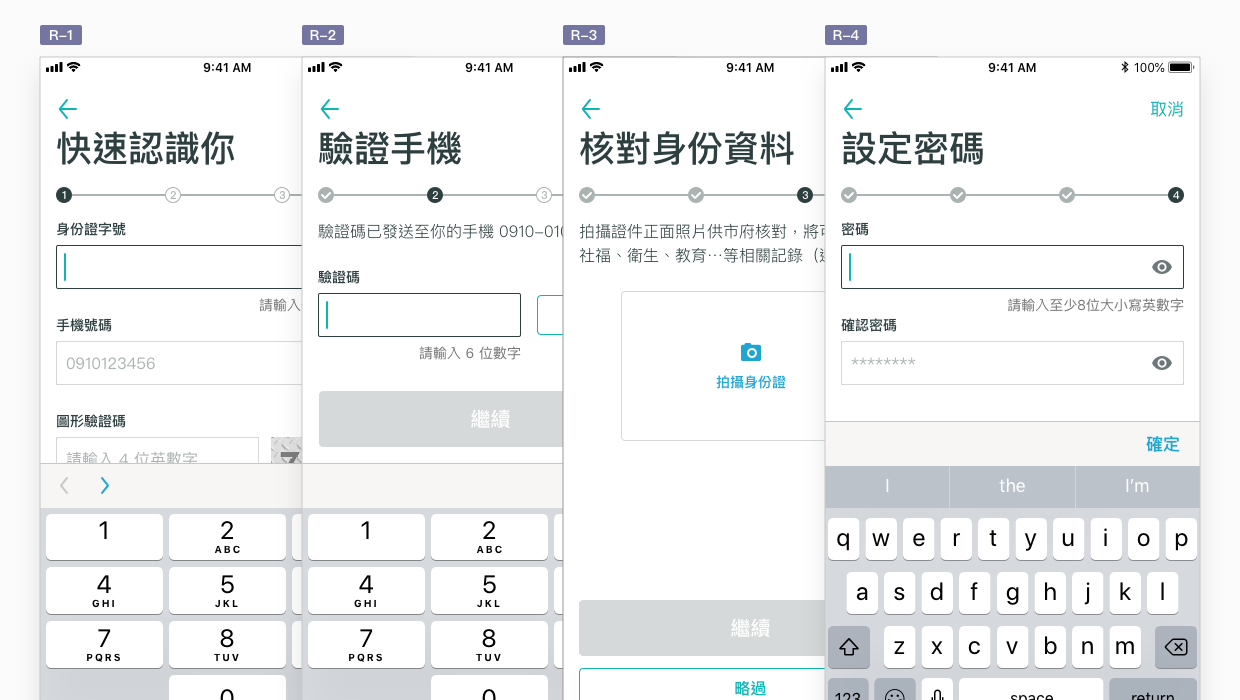 R-1
9:41 AM
快速認識你
1
2
3
身份證字號
請輸入
手機號碼
0910123456
圖形驗證碼
請輸入 4 位英數字
7
1
2
ABC
4
GHI
5
JKL
7
PQRS
8
TUV
0
R-2
9:41 AM
驗證手機
2
3
驗證碼已發送至你的手機 0910-01
驗證碼
請輸入 6 位數字
繼續
1
2
ABC
4
GHI
5
JKL
7
PQRS
8
TUV
0
R-3
9:41 AM
核對身份資料
3
拍攝證件正面照片供市府核對，將
社福、衛生、教育⋯等相關記錄（
拍攝身份證
繼續
略過
R-4
9:41 AM
100%
取消
設定密碼
4
密碼
請輸入至少8位大小寫英數字
確認密碼
********
確定
I the I’m
q w e r t y u i o p
a s d f g h j k l
z x c v b n m
123 space return